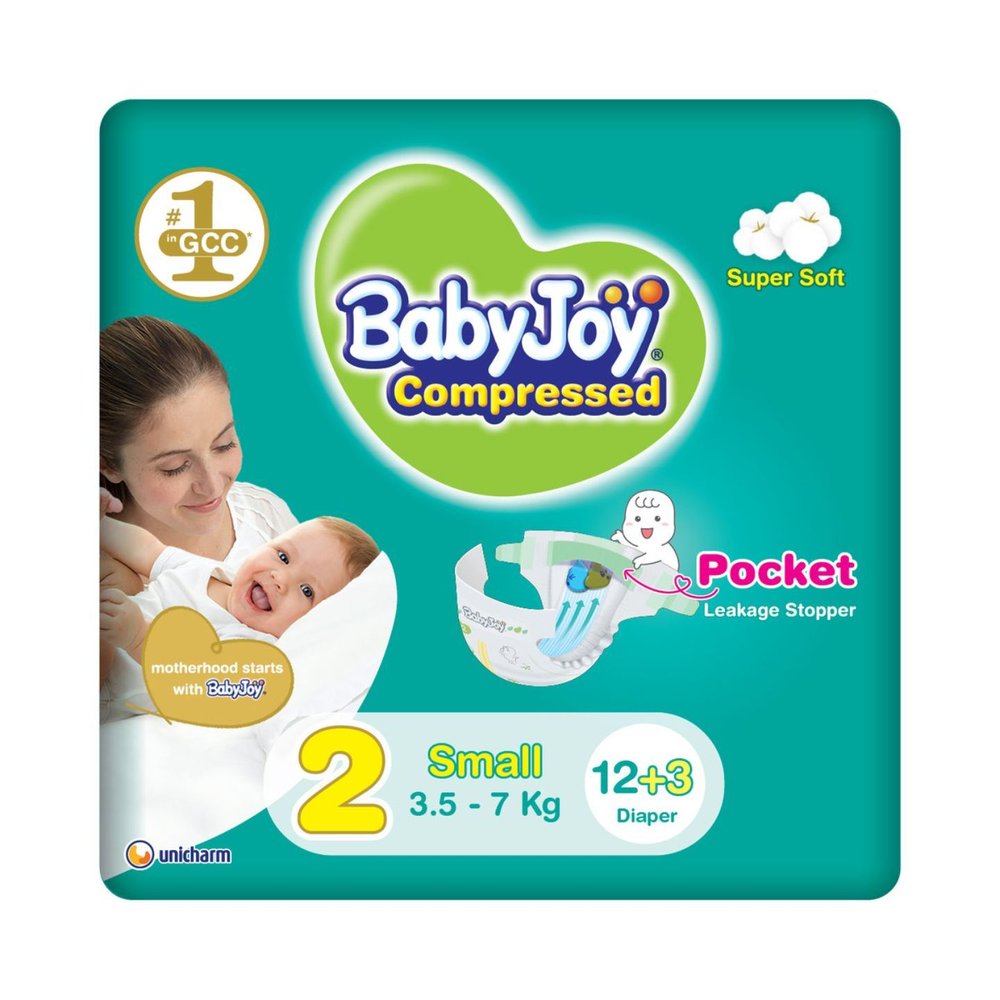 #1
in GCC*
BabyJoy®
Compressed
Super Soft
Pocket
Leakage Stopper
BabyJoy
motherhood starts
with BabyJoy®
2
Small
3.5 - 7 Kg
12+3
Diaper
unicharm